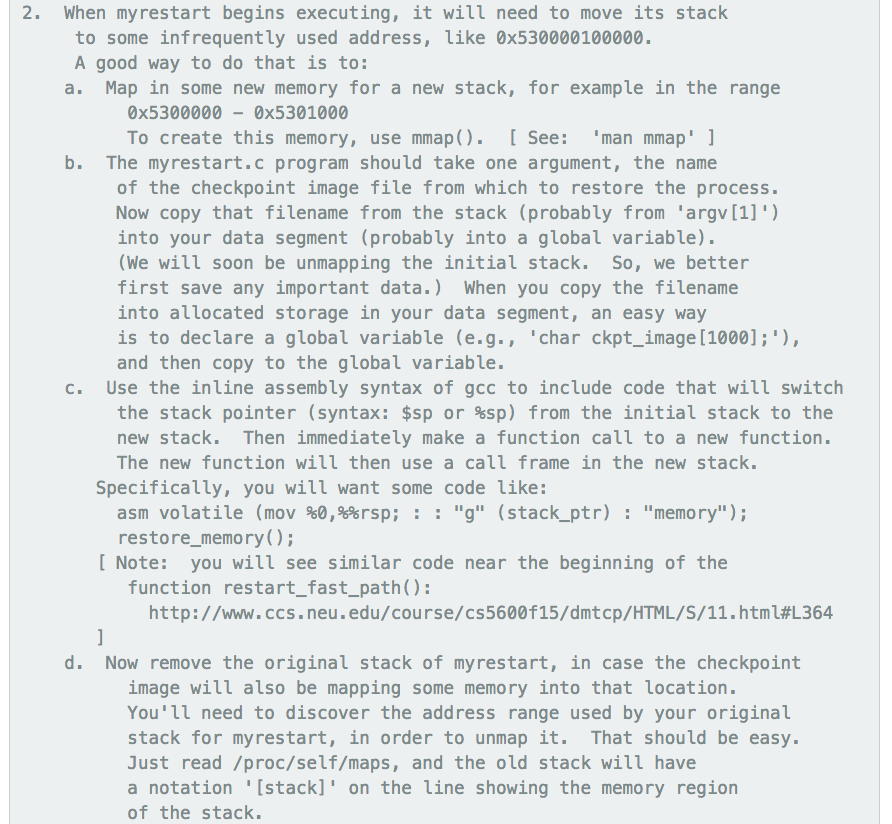 2. When myrestart begins executing, it will need to move its stack
to some infrequently used address, like 0x530000100000.
A good way to do that is to:
a. Map in some new memory for a new stack, for example in the range
0x5300000 – 0x5301000
To create this memory, use mmap(). [ See: 'man mmap' ]
b. The myrestart.c program should take one argument, the name
of the checkpoint image file from which to restore the process.
Now copy that filename from the stack (probably from 'argv[1]')
into your data segment (probably into a global variable).
(We will soon be unmapping the initial stack. So, we better
first save any important data.) When you copy the filename
into allocated storage in your data segment, an easy way
is to declare a global variable (e.g., 'char ckpt_image[1000];'),
and then copy to the global variable.
c. Use the inline assembly syntax of gcc to include code that will switch
the stack pointer (syntax: $sp or %sp) from the initial stack to the
new stack. Then immediately make a function call to a new function.
The new function will then use a call frame in the new stack.
Specifically, you will want some code like:
asm volatile (mov %0,%%rsp; : : "g" (stack_ptr) : "memory");
restore_memory();
[ Note: you will see similar code near the beginning of the
function restart_fast_path():
http://www.ccs.neu.edu/course/cs5600f15/dmtcp/HTML/S/11.html#L364
]
d. Now remove the original stack of myrestart, in case the checkpoint
image will also be mapping some memory into that location.
You'll need to discover the address range used by your original
stack for myrestart, in order to unmap it. That should be easy.
Just read /proc/self/maps, and the old stack will have
a notation '[stack]' on the line showing the memory region
of the stack.